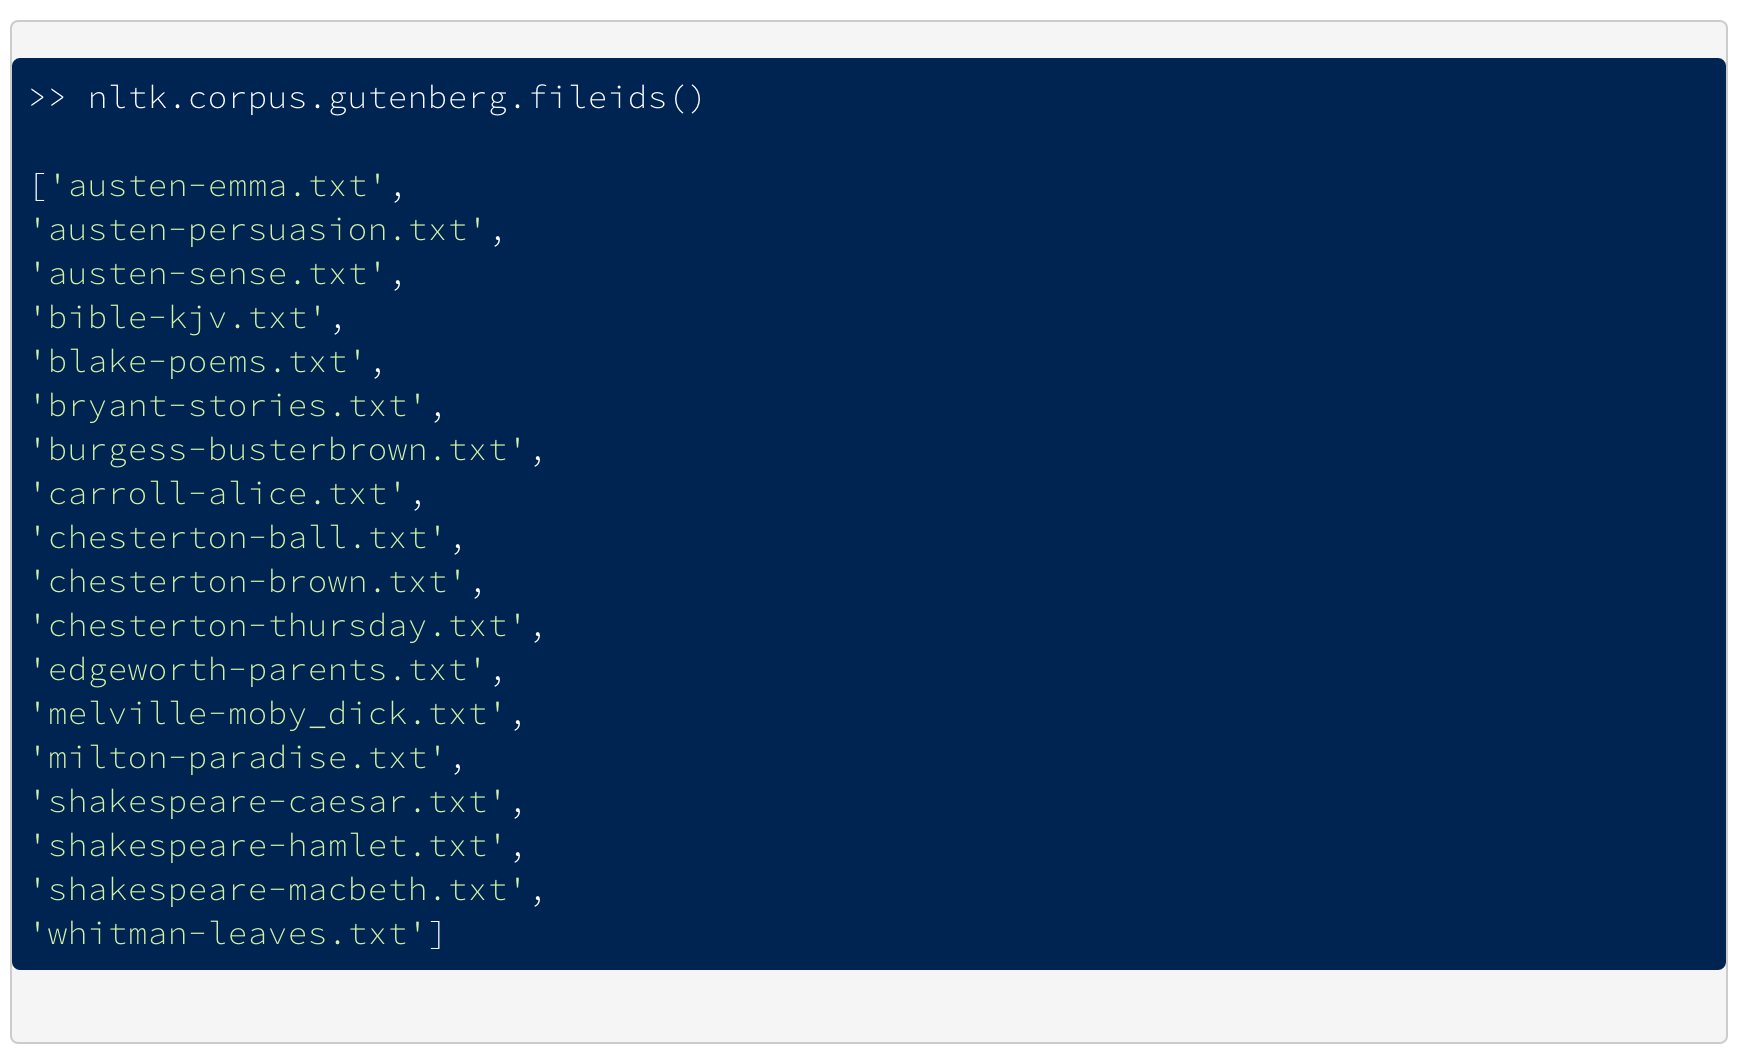 >> nltk.corpus.gutenberg.fileids()
['austen-emma.txt',
'austen-persuasion.txt',
'austen-sense.txt',
'bible-kjv.txt',
'blake-poems.txt',
'bryant-stories.txt',
'burgess-busterbrown.txt',
'carroll-alice.txt',
'chesterton-ball.txt',
'chesterton-brown.txt',
'chesterton-thursday.txt',
'edgeworth-parents.txt',
'melville-moby_dick.txt',
'milton-paradise.txt',
'shakespeare-caesar.txt',
'shakespeare-hamlet.txt',
'shakespeare-macbeth.txt',
'whitman-leaves.txt']